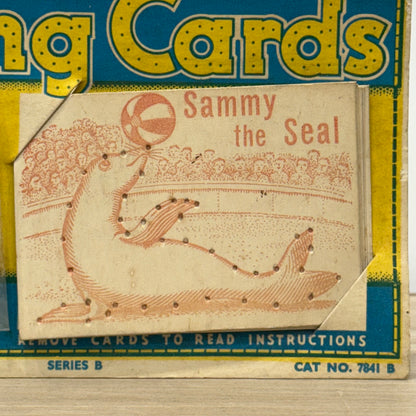 ng Cards
Sammy
the Seal
REMOVE CARDS TO READ INSTRUCTIONS
SERIES B
CAT NO. 7841 B